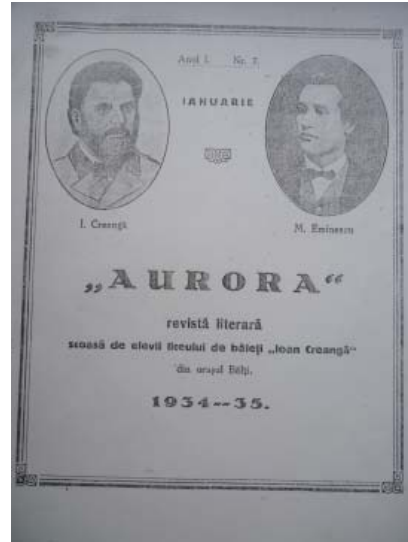 Anul I. Nr. 7.
IANUARIE
I. Creangă
M. Eminescu
„AURORA“
revistă literară
scoasă de elevii liceului de băieți „Ioan Creangă“
din orașul Bălți.
1934--35.